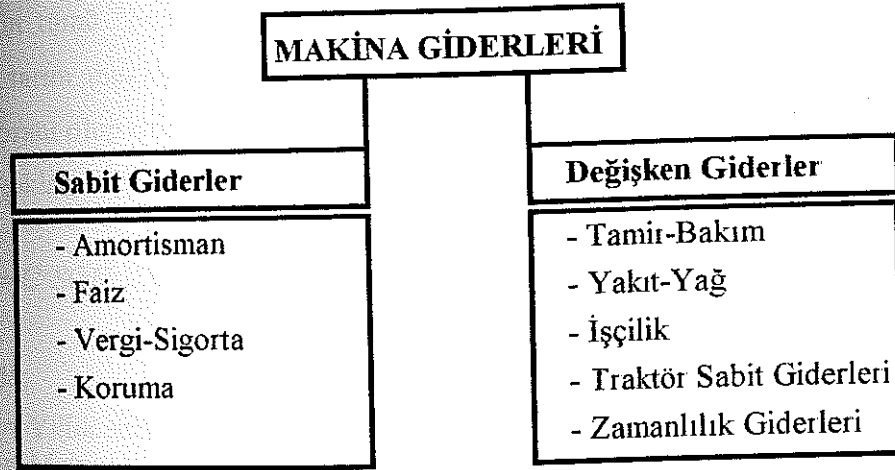 MAKİNA GİDERLERİ
Sabit Giderler
- Amortisman
- Faiz
- Vergi-Sigorta
- Koruma
Değişken Giderler
- Tamir-Bakım
- Yakıt-Yağ
- İşçilik
- Traktör Sabit Giderleri
- Zamanlılık Giderleri